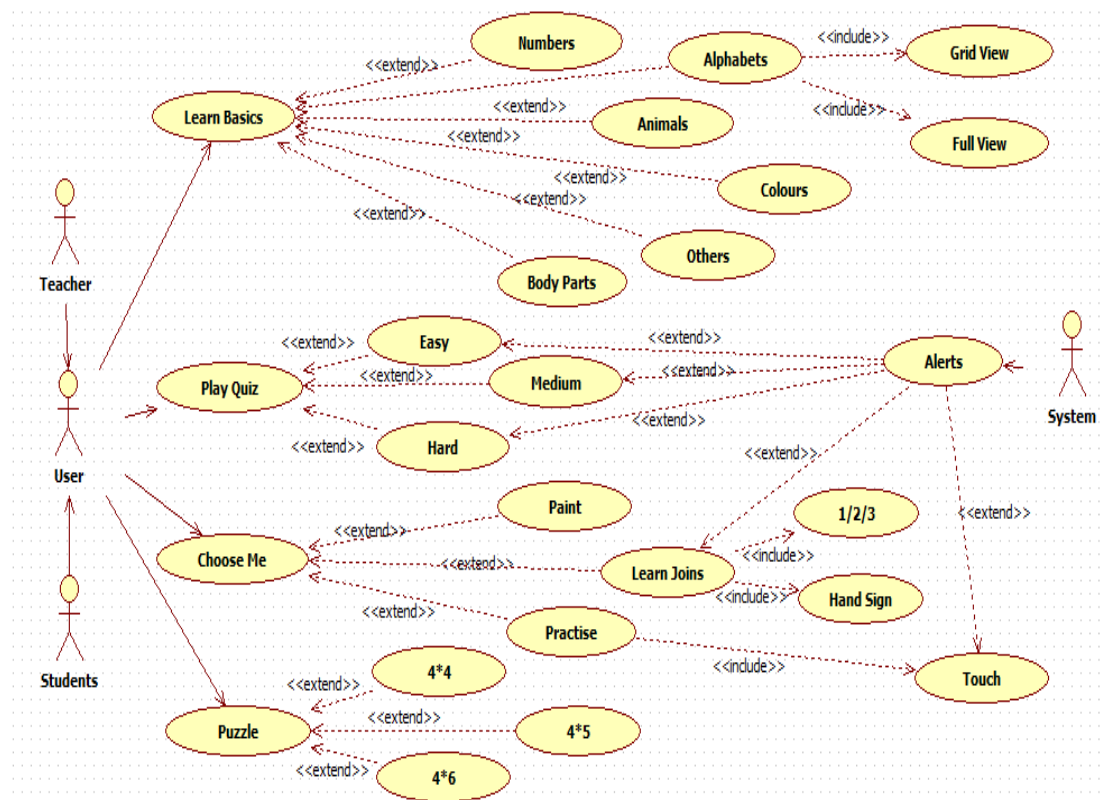 Numbers
<<include>>
Grid View
Alphabets
<<extend>>
Learn Basics
<<extend>>
<<include>>
Animals
Full View
<<extend>>
Colours
<<extend>>
<<extend>>
Others
Teacher
Body Parts
<<extend>>
Easy
<<extend>>
Alerts
<<extend>>
<<extend>>
Medium
Play Quiz
System
<<extend>>
<<extend>>
Hard
<<extend>>
User
Paint
<<extend>>
1/2/3
<<extend>>
<<include>>
Choose Me
<<extend>>
Learn Joins
<<include>>
Hand Sign
<<extend>>
Practise
<<include>>
Touch
Students
4*4
<<extend>>
<<extend>>
Puzzle
4*5
<<extend>>
4*6